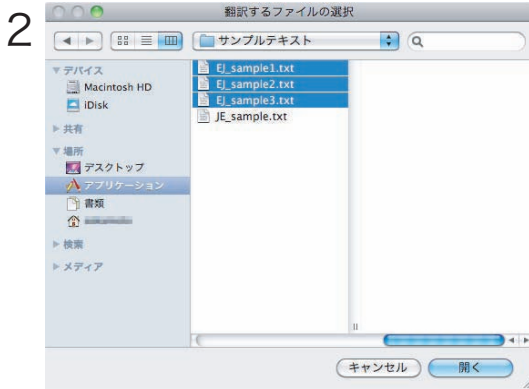 2
翻訳するファイルの選択
サンプルテキスト
デバイス
Macintosh HD
iDisk
共有
場所
デスクトップ
アプリケーション
書類
検索
メディア
EJ_sample1.txt
EJ_sample2.txt
EJ_sample3.txt
JE_sample.txt
キャンセル
開く